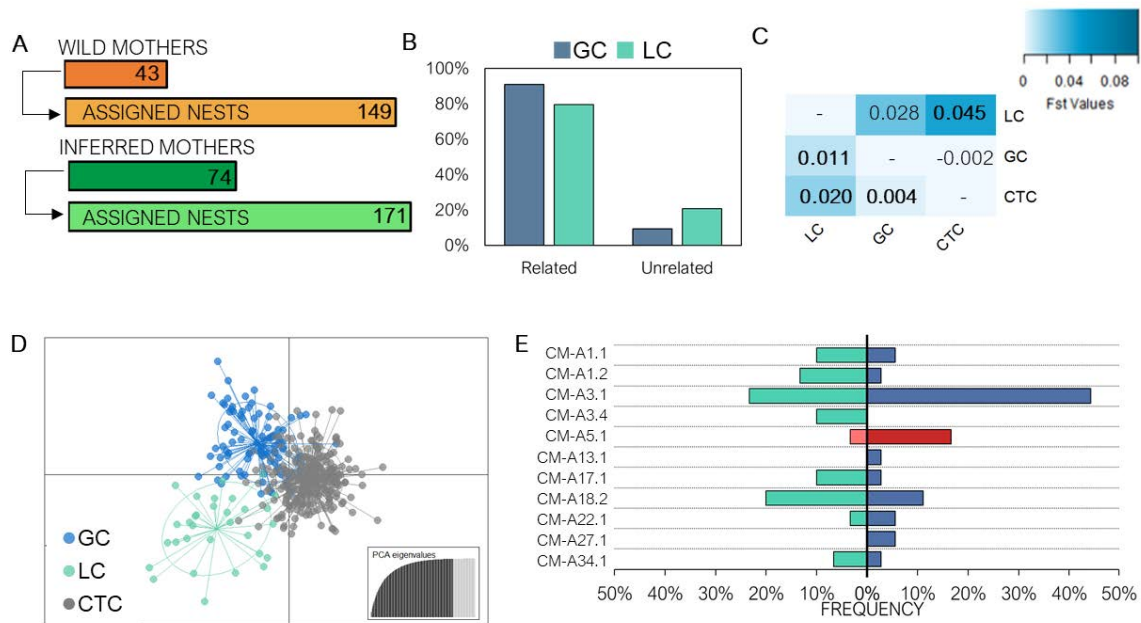 A
WILD MOTHERS
43
ASSIGNED NESTS 149
INFERRED MOTHERS
74
ASSIGNED NESTS 171
B
GC LC
100%
80%
60%
40%
20%
0%
Related Unrelated
C
0 0.04 0.08
Fst Values
- 0.028 0.045 LC
0.011 - -0.002 GC
0.020 0.004 - CTC
LC GC CTC
D
GC
LC
CTC
PCA eigenvalues
E
CM-A1.1
CM-A1.2
CM-A3.1
CM-A3.4
CM-A5.1
CM-A13.1
CM-A17.1
CM-A18.2
CM-A22.1
CM-A27.1
CM-A34.1
50% 40% 30% 20% 10% 0% 10% 20% 30% 40% 50%
FREQUENCY